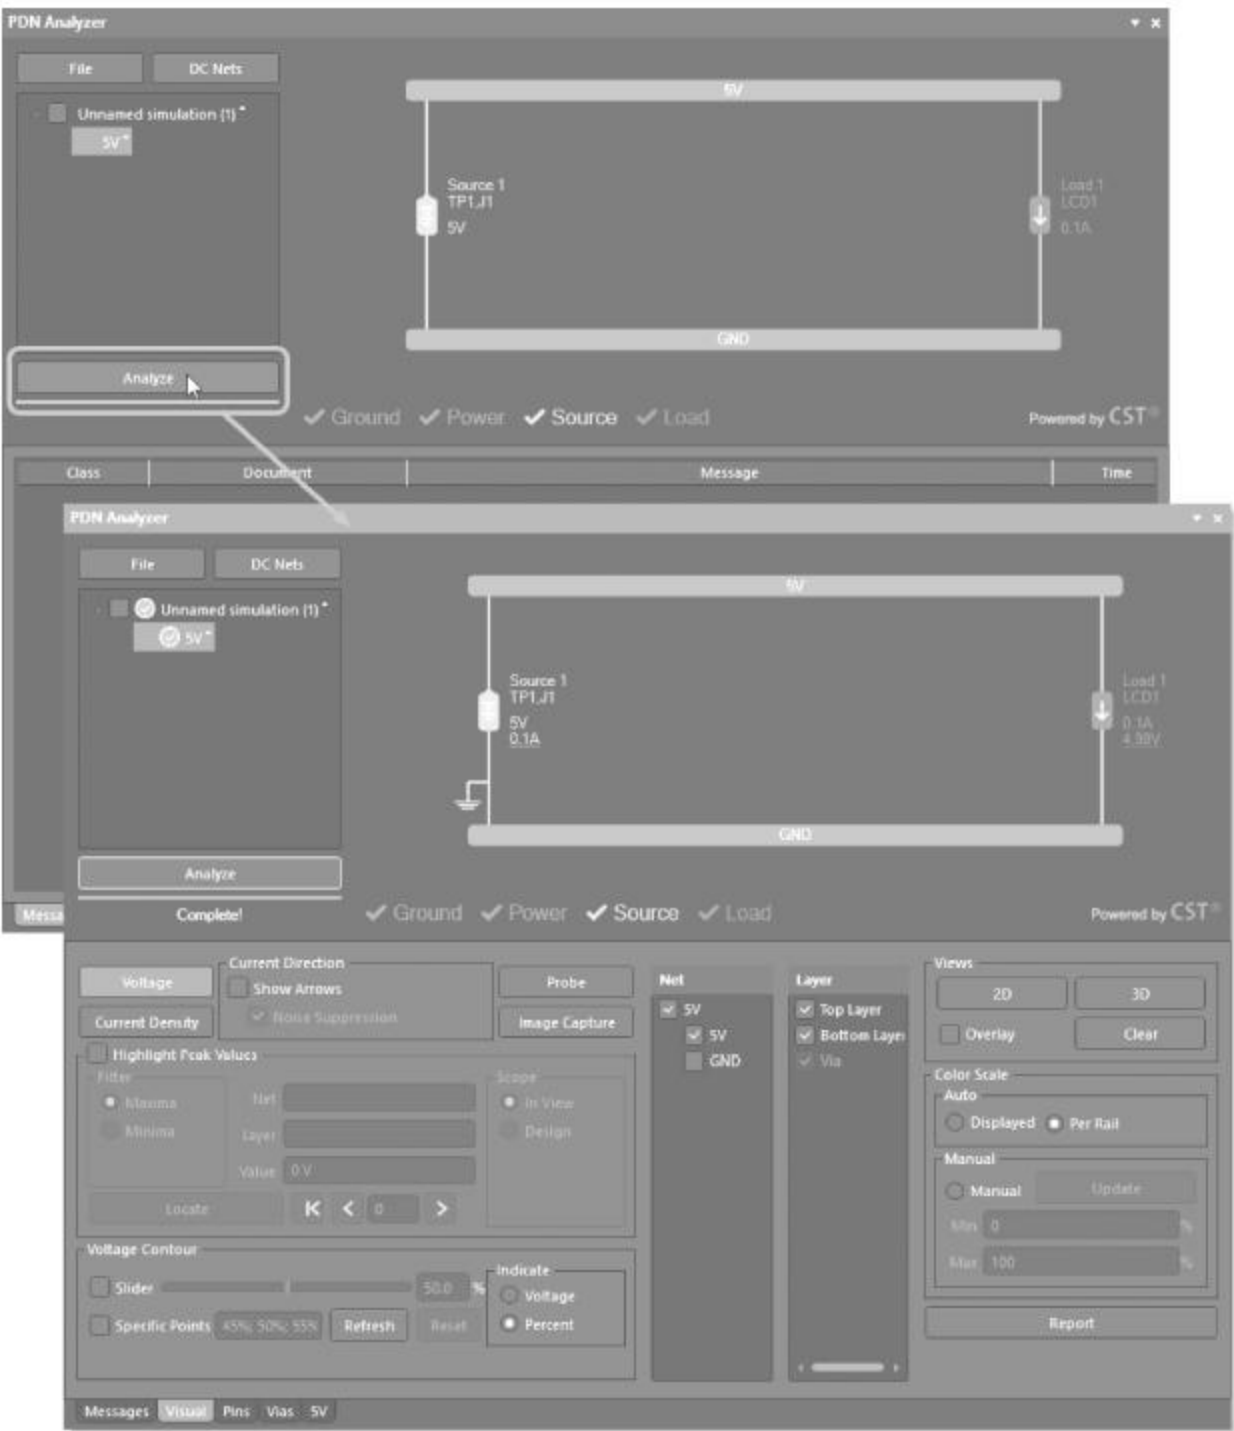 PDN Analyzer
File DC Nets
Unnamed simulation (1) *
5V *
5V
Source 1
TP1,J1
5V
Load 1
LCD1
0.1A
GND
Analyze
Ground Power Source Load
Powered by CST®
Class Document Message Time
PDN Analyzer
File DC Nets
Unnamed simulation (1) *
5V *
5V
Source 1
TP1,J1
5V
0.1A
Load 1
LCD1
0.1A
4.98V
GND
Analyze
Complete!
Ground Power Source Load
Powered by CST®
Messa
Voltage
Current Density
Current Direction
Show Arrows
Noise Suppression
Probe
Image Capture
Highlight Peak Values
Filter
Maxima
Minima
Net
Layer
Value 0 V
Scope
In View
Design
Locate 0
Voltage Contour
Slider 50.0 %
Specific Points 45%; 50%; 55% Refresh Reset
Indicate
Voltage
Percent
Net
5V
5V
GND
Layer
Top Layer
Bottom Layer
Via
Views
2D 3D
Overlay Clear
Color Scale
Auto
Displayed Per Rail
Manual
Manual Update
Min 0 %
Max 100 %
Report
Messages Visual Pins Vias 5V